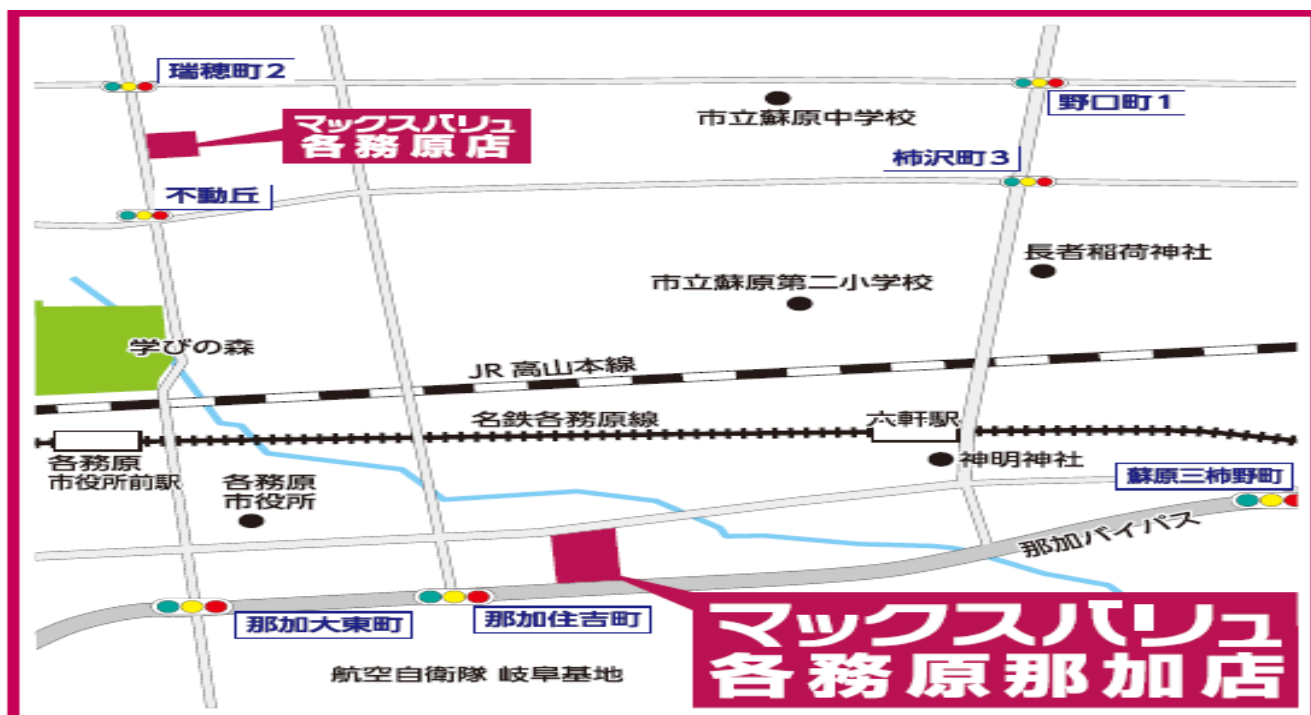 瑞穂町2
マックスバリュ
各務原店
市立蘇原中学校
野口町1
柿沢町3
不動丘
長者稲荷神社
市立蘇原第二小学校
学びの森
JR 高山本線
名鉄各務原線
六軒駅
各務原
市役所前駅
各務原
市役所
神明神社
蘇原三柿野町
那加バイパス
那加大東町
那加住吉町
マックスバリュ
各務原那加店
航空自衛隊 岐阜基地